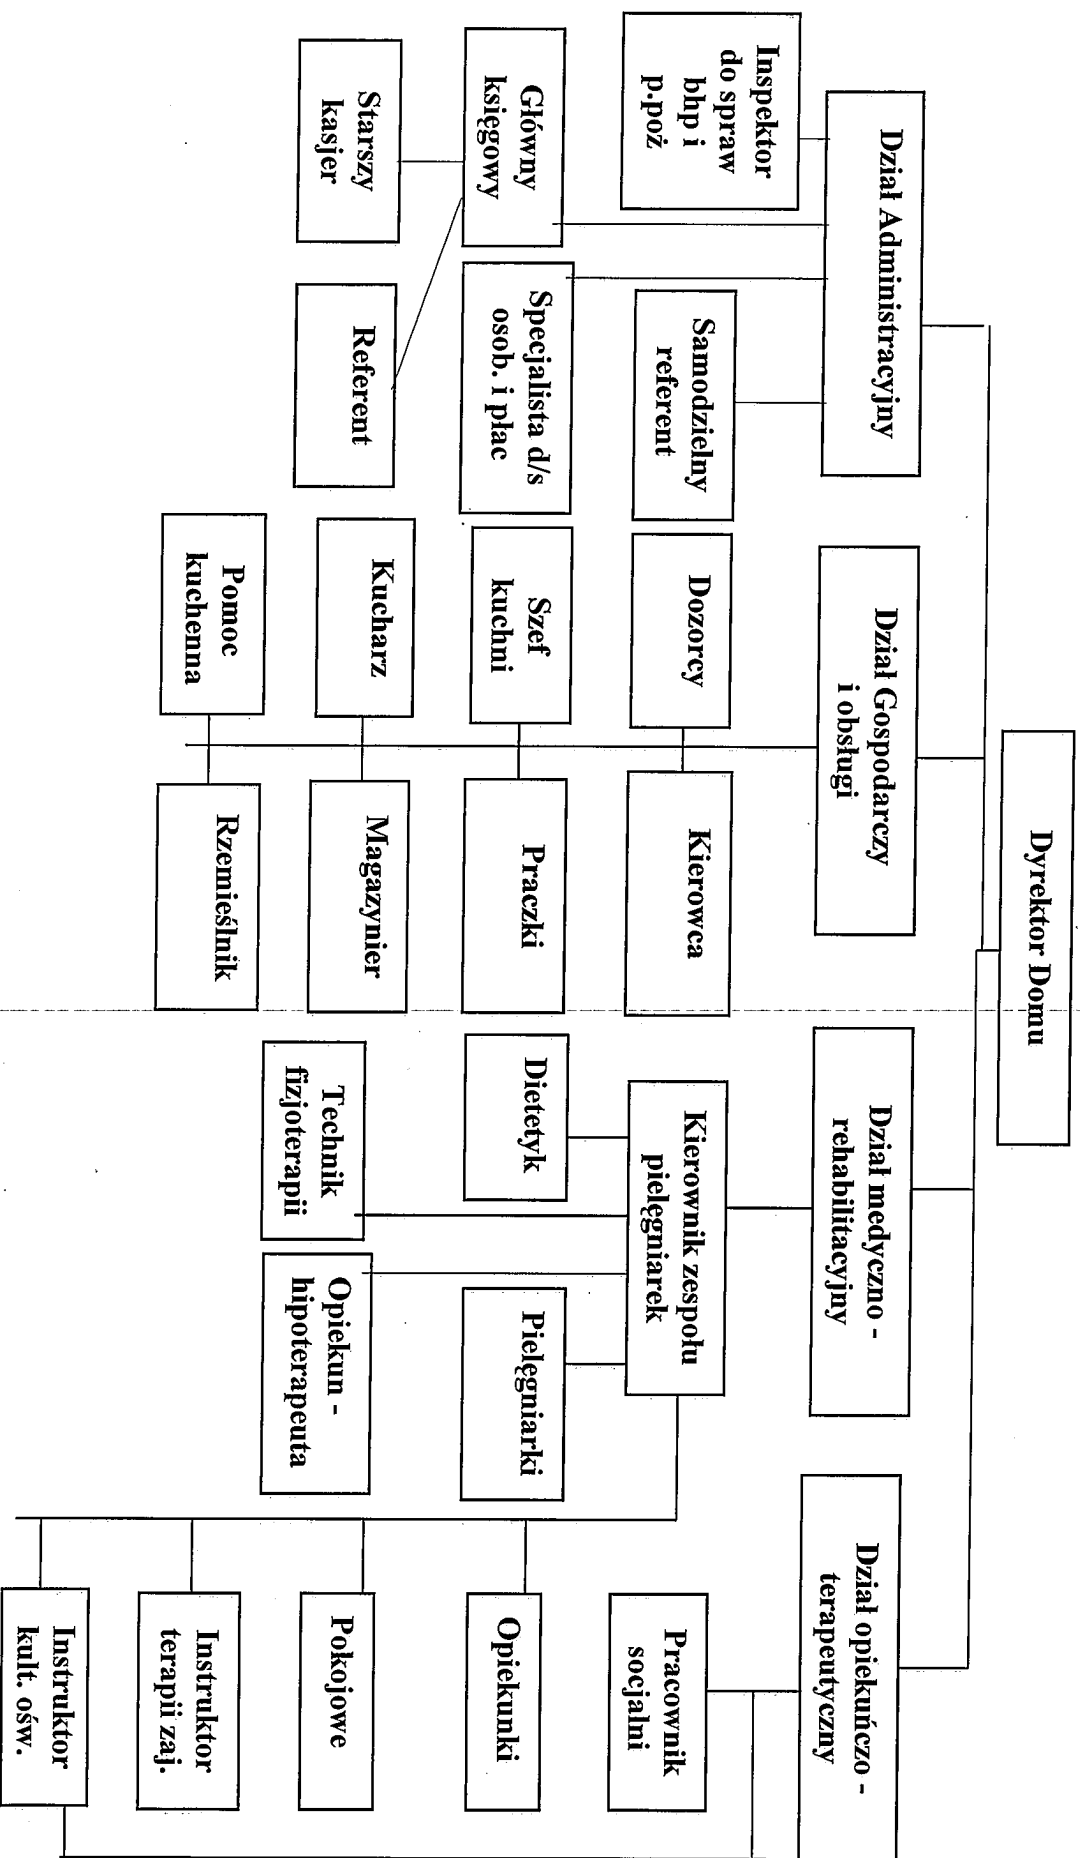 Dyrektor Domu
Dział Administracyjny
Dział Gospodarczy
i obsługi
Dział medyczno -
rehabilitacyjny
Dział opiekuńczo -
terapeutyczny
Inspektor
do spraw
bhp i
p.poż
Samodzielny
referent
Główny
księgowy
Specjalista d/s
osob. i płac
Starszy
kasjer
Referent
Dozorcy
Kierowca
Szef
kuchni
Praczki
Kucharz
Magazynier
Pomoc
kuchenna
Rzemieślnik
Kierownik zespołu
pielęgniarek
Dietetyk
Pielęgniarki
Technik
fizjoterapii
Opiekun -
hipoterapeuta
Pracownik
socjalni
Opiekunki
Pokojowe
Instruktor
terapii zaj.
Instruktor
kult. ośw.